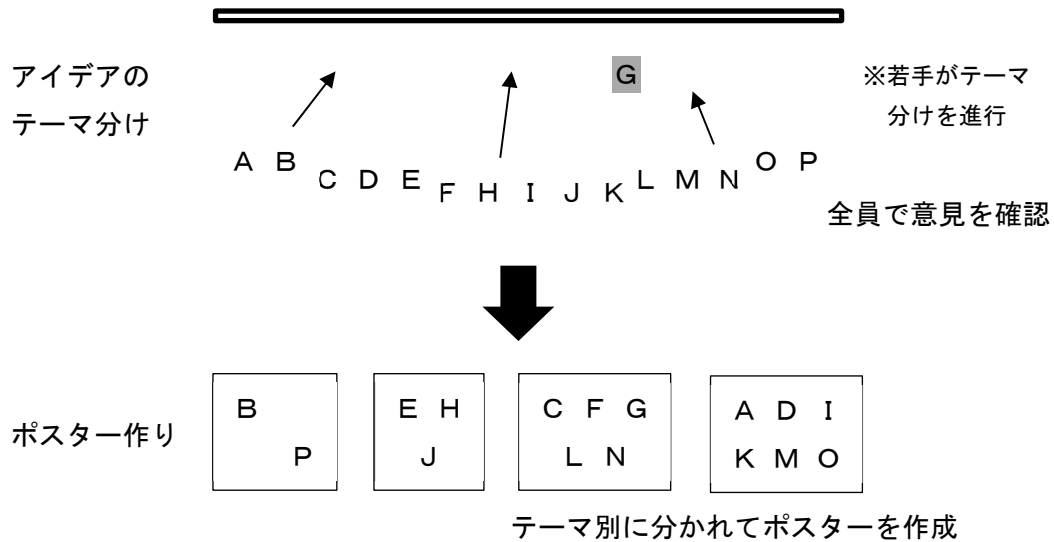 アイデアの
テーマ分け
G
※若手がテーマ
分けを進行
A B C D E F H I J K L M N O P
全員で意見を確認
ポスター作り
B
P
E H
J
C F G
L N
A D I
K M O
テーマ別に分かれてポスターを作成